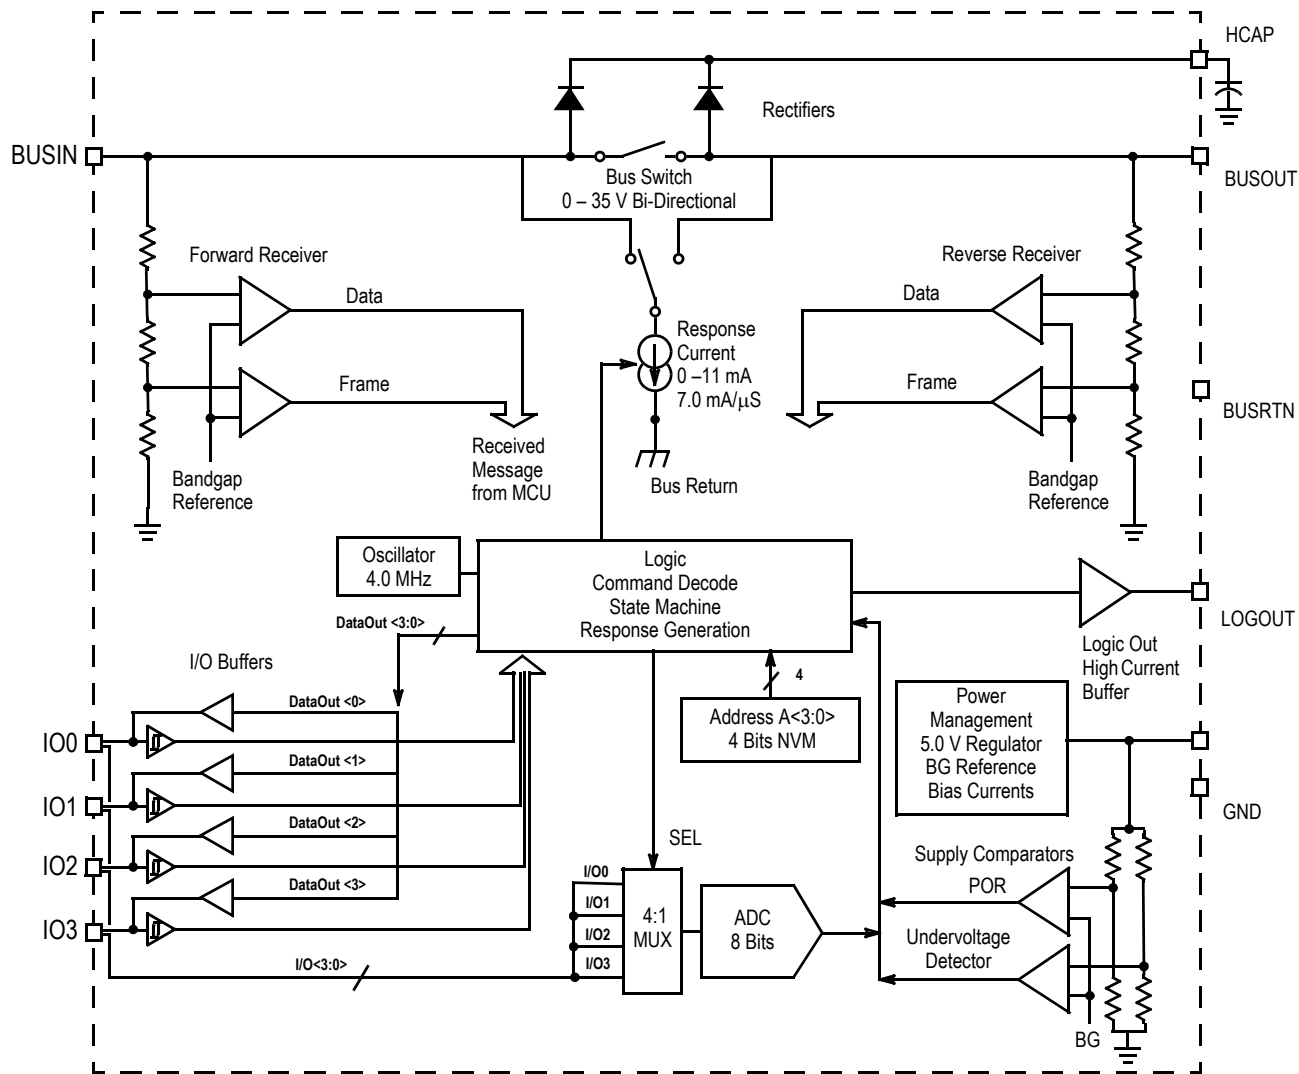 HCAP
Rectifiers
BUSIN
Bus Switch
0 – 35 V Bi-Directional
BUSOUT
Forward Receiver
Data
Frame
Bandgap
Reference
Received
Message
from MCU
Response
Current
0 –11 mA
7.0 mA/μS
Bus Return
Reverse Receiver
Data
Frame
Bandgap
Reference
BUSRTN
Oscillator
4.0 MHz
Logic
Command Decode
State Machine
Response Generation
DataOut <3:0>
LOGOUT
Logic Out
High Current
Buffer
I/O Buffers
DataOut <0>
DataOut <1>
DataOut <2>
DataOut <3>
IO0
IO1
IO2
IO3
I/O<3:0>
4
Address A<3:0>
4 Bits NVM
Power
Management
5.0 V Regulator
BG Reference
Bias Currents
GND
SEL
I/O0
I/O1
I/O2
I/O3
4:1
MUX
ADC
8 Bits
Supply Comparators
POR
Undervoltage
Detector
BG